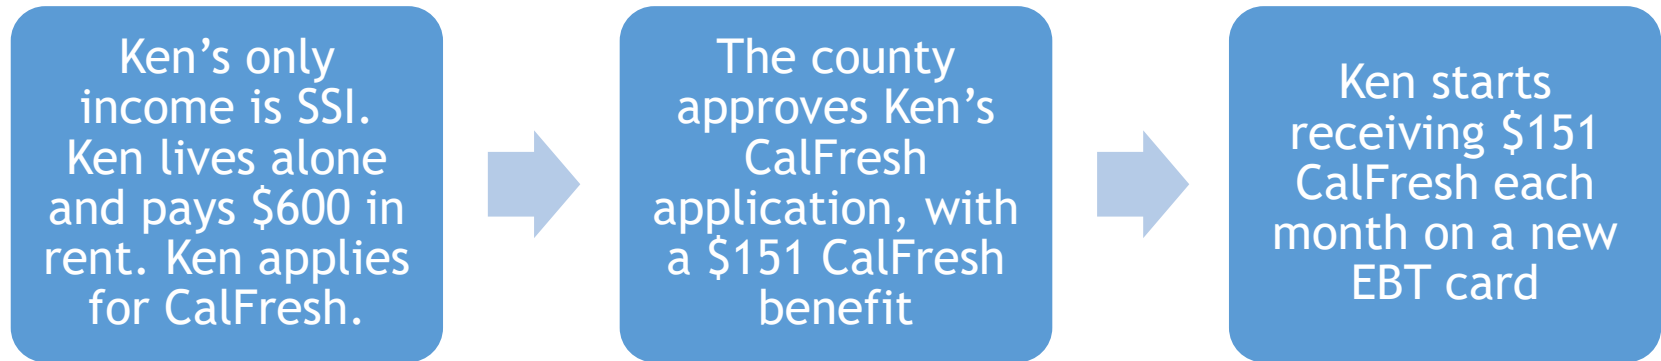 Ken’s only
income is SSI.
Ken lives alone
and pays $600 in
rent. Ken applies
for CalFresh.
The county
approves Ken’s
CalFresh
application, with
a $151 CalFresh
benefit
Ken starts
receiving $151
CalFresh each
month on a new
EBT card